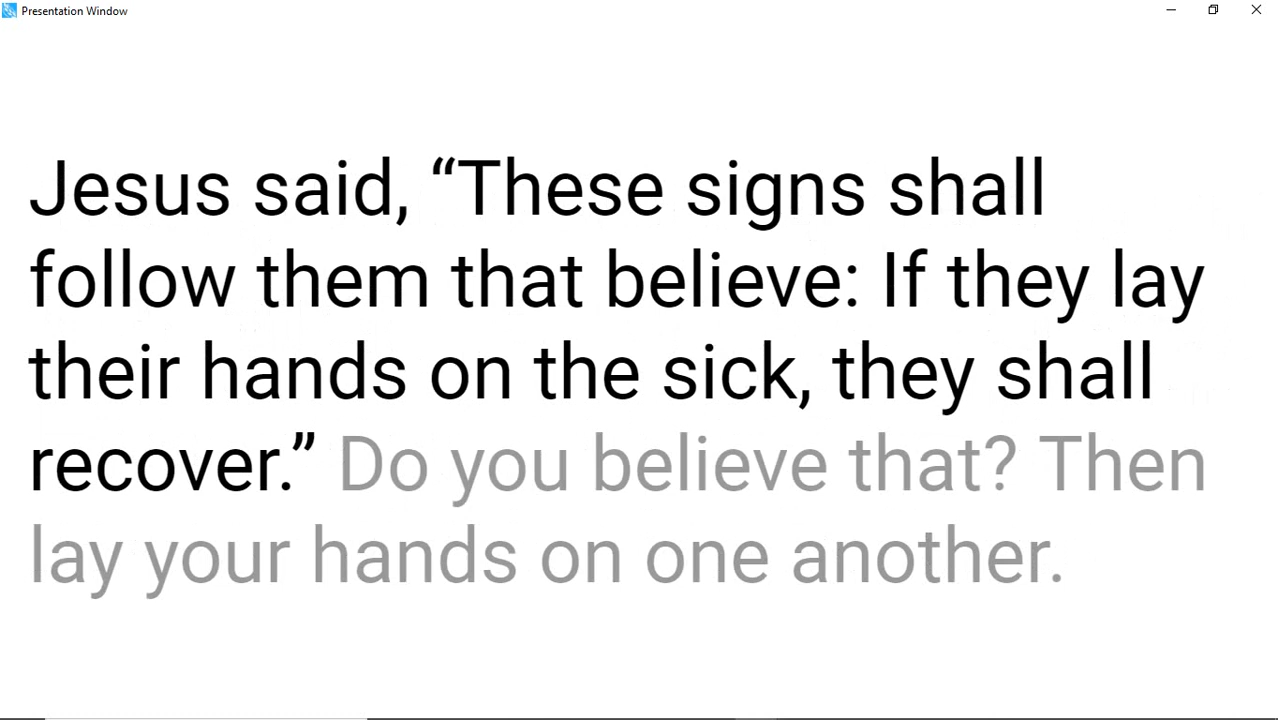 Presentation Window
Jesus said, “These signs shall
follow them that believe: If they lay
their hands on the sick, they shall
recover.” Do you believe that? Then
lay your hands on one another.